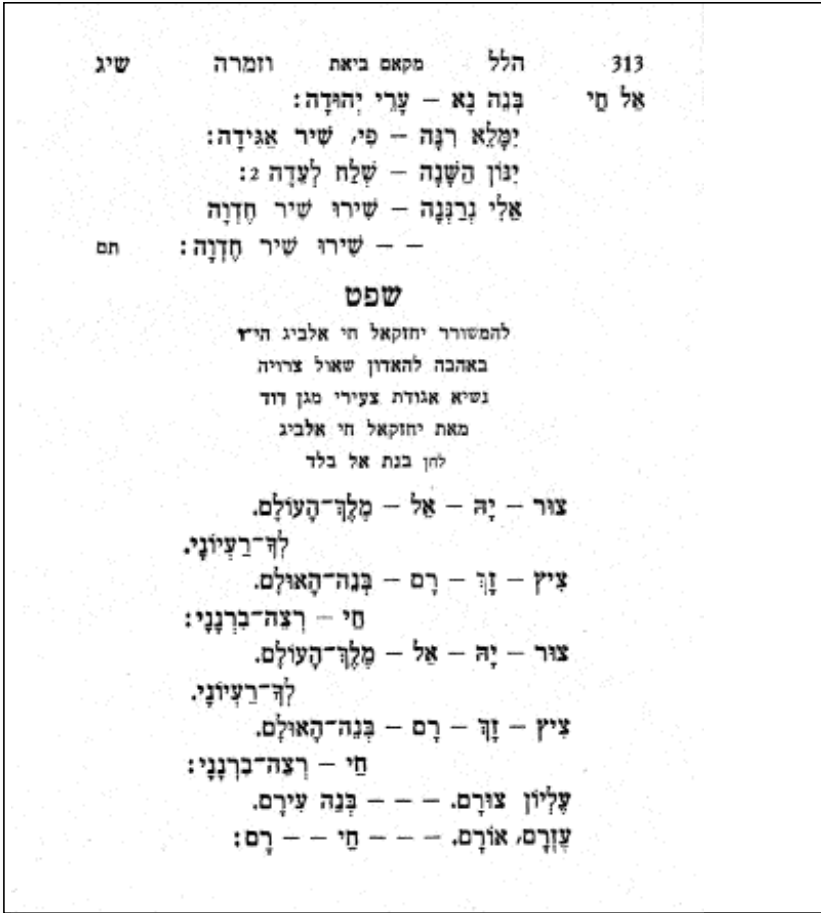 313 הלל מקאם ביאת וזמרה שיג
אֵל חַי בְּנֵה נָא – עָרֵי יְהוּדָה:
יִמָּלֵא רִנָּה – פִי, שִׁיר אַגִּידָה:
יִנּוֹן הַשָּׁנָה – שְׁלַח לְעֵדָה 2:
אֵלִי נְרַנְּנָה – שִׁירוּ שִׁיר חֶדְוָה
– – שִׁירוּ שִׁיר חֶדְוָה: תם
שפט
להמשורר יחזקאל חי אלביג הי״ו
באהבה להאדון שאול צרויה
נשיא אגודת צעירי מגן דוד
מאת יחזקאל חי אלביג
לחן בנת אל בלד
צוּר – יָהּ – אֵל – מֶלֶךְ־הָעוֹלָם.
לְךָ־רַעְיוֹנָי.
צִיץ – זָךְ – רָם – בְּנֵה־הָאוּלָם.
חַי – רְצֵה־בִרְנָנָי:
צוּר – יָהּ – אֵל – מֶלֶךְ־הָעוֹלָם.
לְךָ־רַעְיוֹנָי.
צִיץ – זָךְ – רָם – בְּנֵה־הָאוּלָם.
חַי – רְצֵה־בִרְנָנָי:
עֶלְיוֹן צוּרָם. – – – בְּנֵה עִירָם.
עֶזְרָם, אוֹרָם. – – – חַי – – רָם: